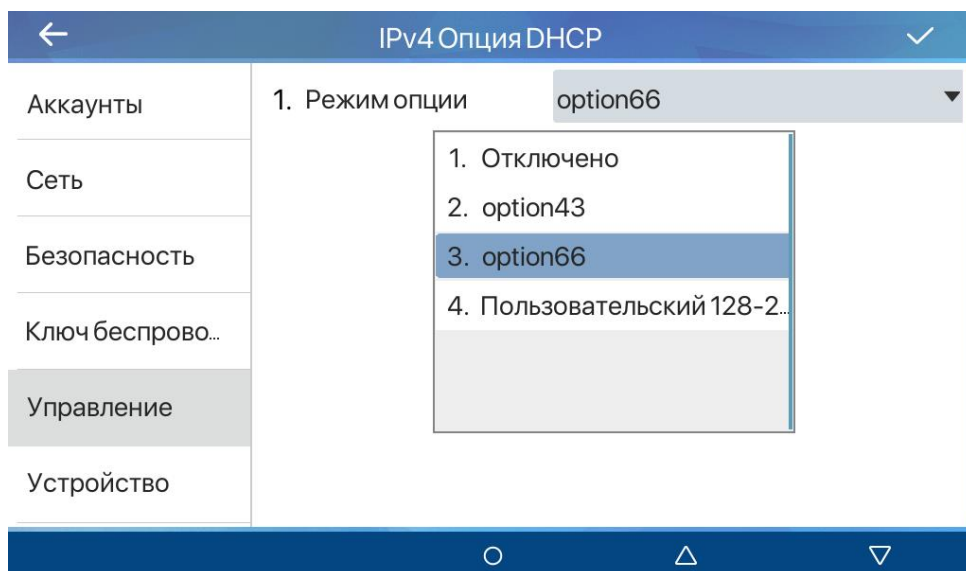 IPv4 Опция DHCP
Аккаунты
Сеть
Безопасность
Ключ беспрово...
Управление
Устройство
1. Режим опции option66
1. Отключено
2. option43
3. option66
4. Пользовательский 128-2...